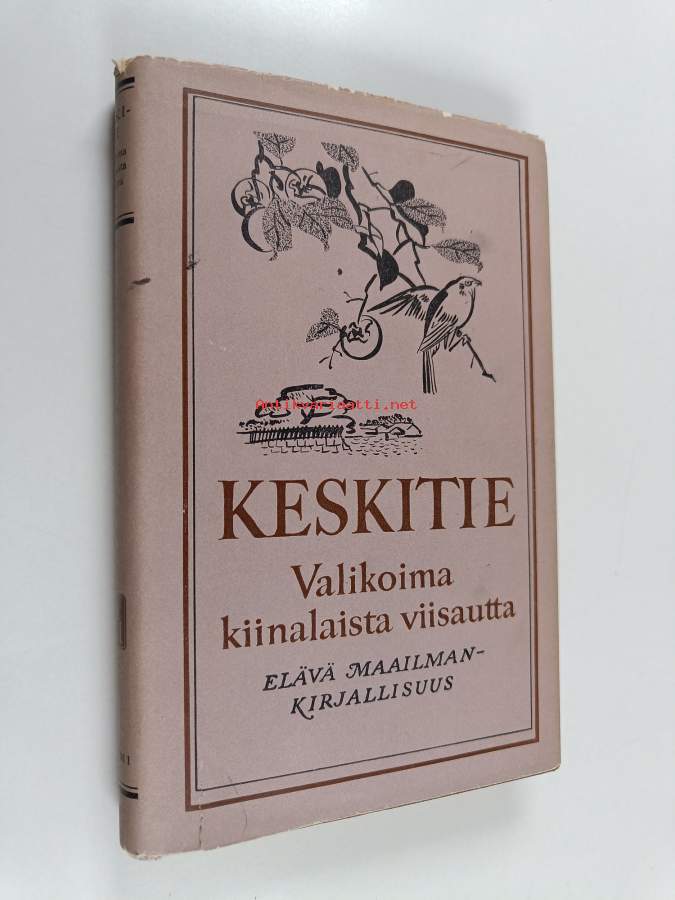 Antikvariaatti.net
KESKITIE
Valikoima
kiinalaista viisautta
ELÄVÄ MAAILMAN-
KIRJALLISUUS